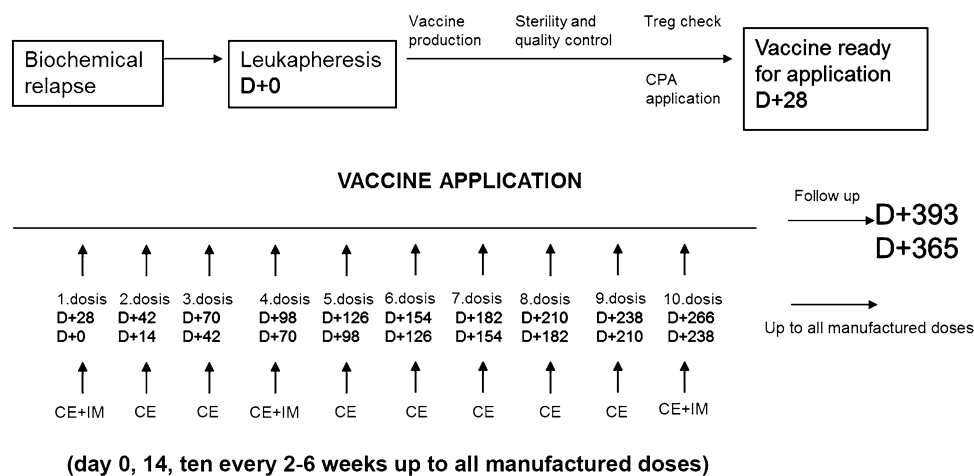 Biochemical
relapse
Leukapheresis
D+0
Vaccine
production
Sterility and
quality control
Treg check
CPA
application
Vaccine ready
for application
D+28
VACCINE APPLICATION
Follow up
D+393
D+365
1.dosis 2.dosis 3.dosis 4.dosis 5.dosis 6.dosis 7.dosis 8.dosis 9.dosis 10.dosis
D+28 D+42 D+70 D+98 D+126 D+154 D+182 D+210 D+238 D+266
D+0 D+14 D+42 D+70 D+98 D+126 D+154 D+182 D+210 D+238
Up to all manufactured doses
CE+IM CE CE CE+IM CE CE CE CE CE CE+IM
(day 0, 14, ten every 2-6 weeks up to all manufactured doses)